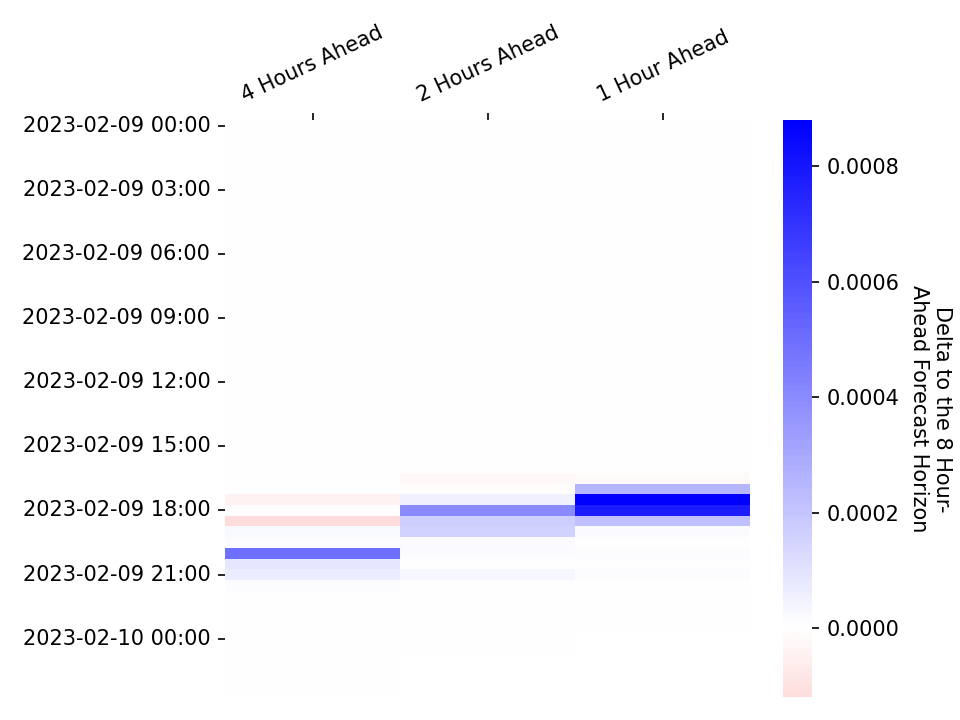 4 Hours Ahead
2 Hours Ahead
1 Hour Ahead
2023-02-09 00:00
2023-02-09 03:00
2023-02-09 06:00
2023-02-09 09:00
2023-02-09 12:00
2023-02-09 15:00
2023-02-09 18:00
2023-02-09 21:00
2023-02-10 00:00
0.0008
0.0006
0.0004
0.0002
0.0000
Delta to the 8 Hour-
Ahead Forecast Horizon